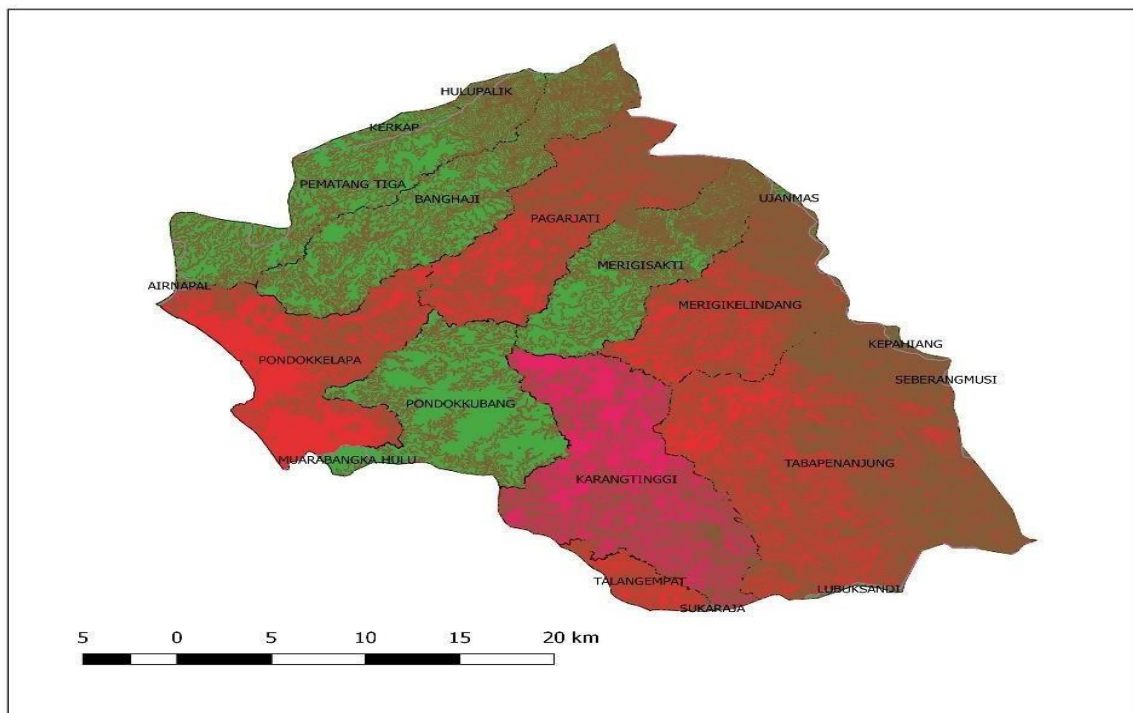 HULUPALIK
KERKAP
PEMATANG TIGA
BANGHAJI
UJANMAS
PAGARJATI
MERIGISAKTI
AIRNAPAL
MERIGIKELINDANG
KEPAHIANG
PONDOKKELAPA
SEBERANGMUSI
PONDOKKUBANG
MUARABANGKA HULU
TABAPENANJUNG
KARANGTINGGI
TALANGEMPAT
LUBUKSANDI
SUKARAJA
5 0 5 10 15 20 km